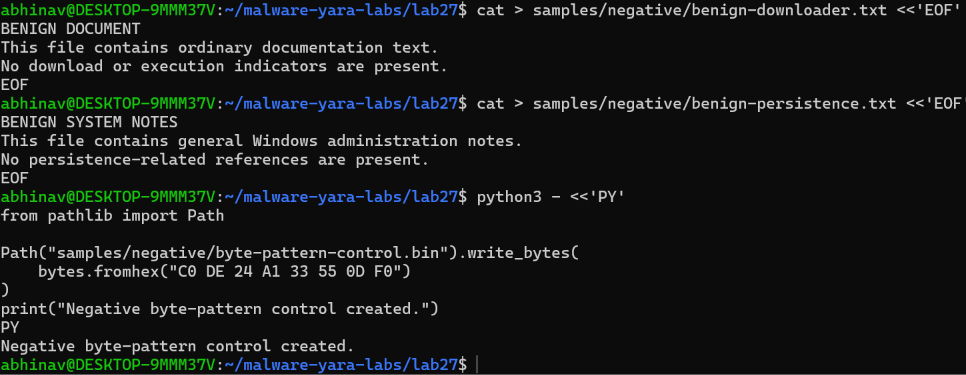 abhinav@DESKTOP-9MMM37V:~/malware-yara-labs/lab27$ cat > samples/negative/benign-downloader.txt <<'EOF'
BENIGN DOCUMENT
This file contains ordinary documentation text.
No download or execution indicators are present.
EOF
abhinav@DESKTOP-9MMM37V:~/malware-yara-labs/lab27$ cat > samples/negative/benign-persistence.txt <<'EOF'
BENIGN SYSTEM NOTES
This file contains general Windows administration notes.
No persistence-related references are present.
EOF
abhinav@DESKTOP-9MMM37V:~/malware-yara-labs/lab27$ python3 - <<'PY'
from pathlib import Path

Path("samples/negative/byte-pattern-control.bin").write_bytes(
    bytes.fromhex("C0 DE 24 A1 33 55 0D F0")
)
print("Negative byte-pattern control created.")
PY
Negative byte-pattern control created.
abhinav@DESKTOP-9MMM37V:~/malware-yara-labs/lab27$